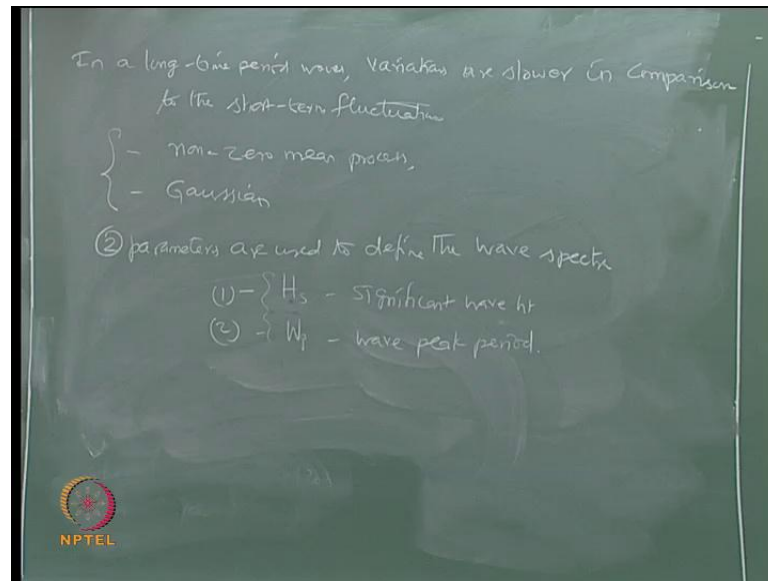 In a long-time period waves, variations are slower in comparison
to the short-term fluctuation
- non-zero mean process,
- Gaussian
② parameters are used to define the wave spectra
(1) - { Hs - significant wave ht
(2) - { Wp - wave peak period.
NPTEL